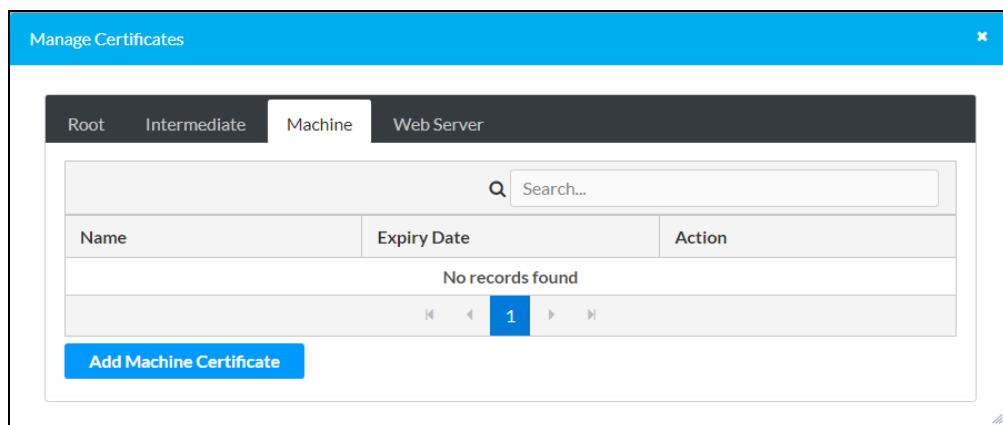 Manage Certificates
Root Intermediate Machine Web Server
Search...
Name Expiry Date Action
No records found
1
Add Machine Certificate